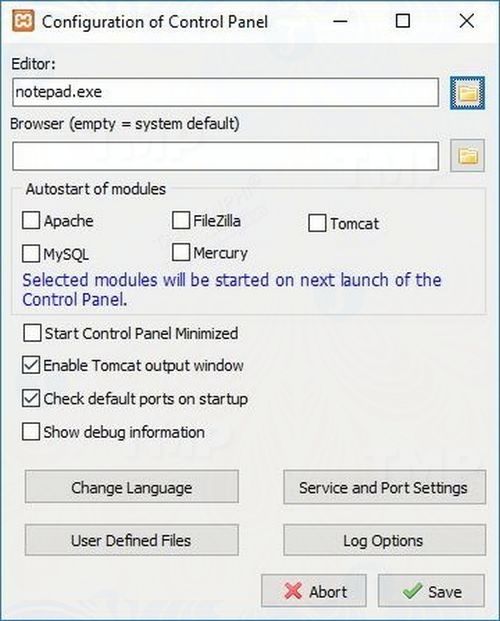 Configuration of Control Panel
Editor:
notepad.exe
Browser (empty = system default)
Autostart of modules
Apache
FileZilla
Tomcat
MySQL
Mercury
Selected modules will be started on next launch of the
Control Panel.
Start Control Panel Minimized
Enable Tomcat output window
Check default ports on startup
Show debug information
Change Language
Service and Port Settings
User Defined Files
Log Options
Abort
Save